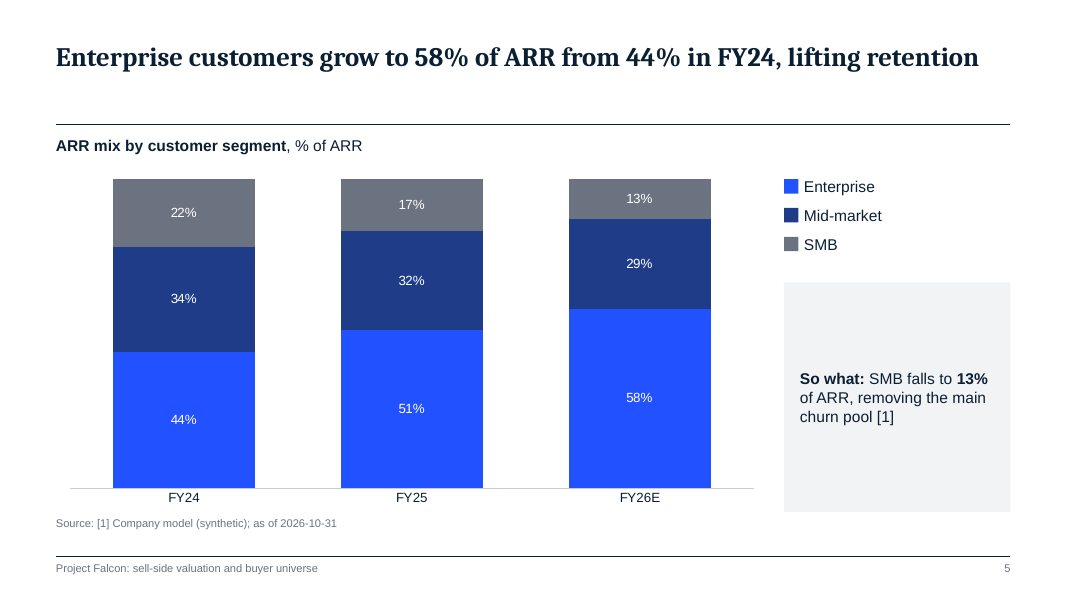 Enterprise customers grow to 58% of ARR from 44% in FY24, lifting retention
ARR mix by customer segment, % of ARR
22%
34%
44%
17%
32%
51%
13%
29%
58%
FY24
FY25
FY26E
Enterprise
Mid-market
SMB
So what: SMB falls to 13%
of ARR, removing the main
churn pool [1]
Source: [1] Company model (synthetic); as of 2026-10-31
Project Falcon: sell-side valuation and buyer universe
5